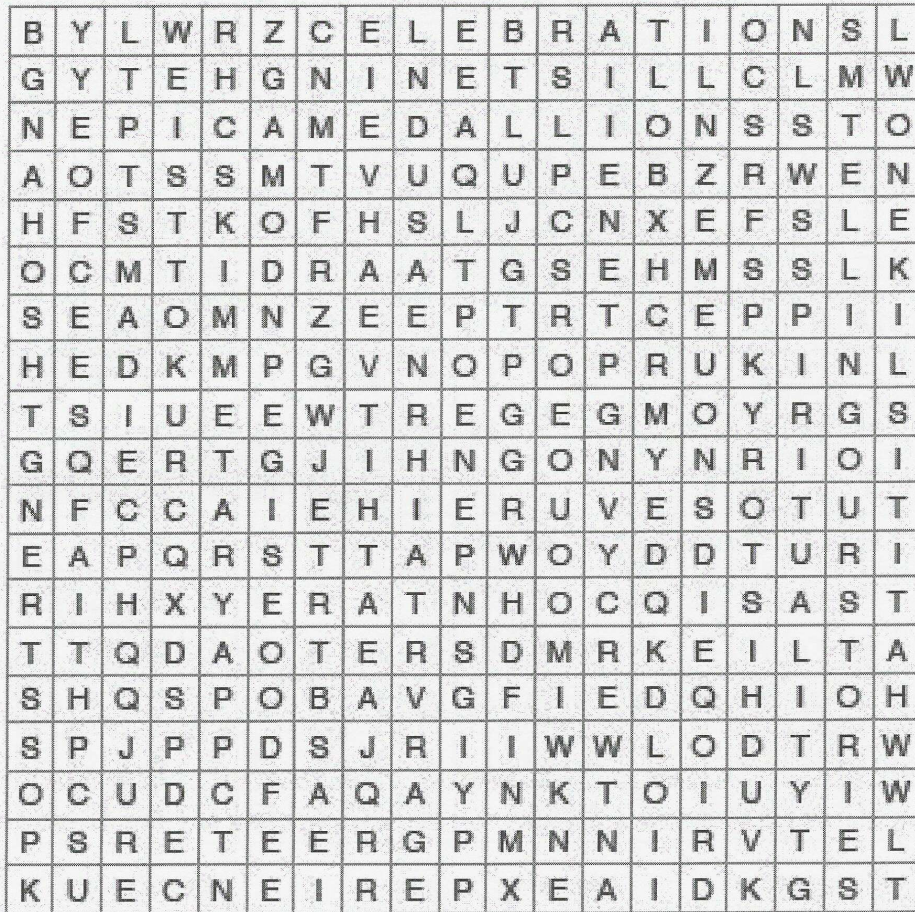 B Y L W R Z C E L E B R A T I O N S L
G Y T E H G N I N E T S I L L C L M W
N E P I C A M E D A L L I O N S S T O
A O T S S M T V U Q U P E B Z R W E N
H F S T K O F H S L J C N X E F S L E
O C M T I D R A A T G S E H M S S L K
S E A O M N Z E E P T R T C E P P I I
H E D K M P G V N O P O P R U K I N L
T S I U E E W T R E G E G M O Y R G S
G Q E R T G J I H N G O N Y N R I O I
N F C C A I E H I E R U V E S O T U T
E A P Q R S T T A P W O Y D D T U R I
R I H X Y E R A T N H O C Q I S A S T
T T Q D A O T E R S D M R K E I L T A
S H Q S P O B A V G F I E D Q H I O H
S P J P P D S J R I I W W L O D T R W
O C U D C F A Q A Y N K T O I U Y I W
P S R E T E E R G P M N N I R V T E L
K U E C N E I R E P X E A I D K G S T